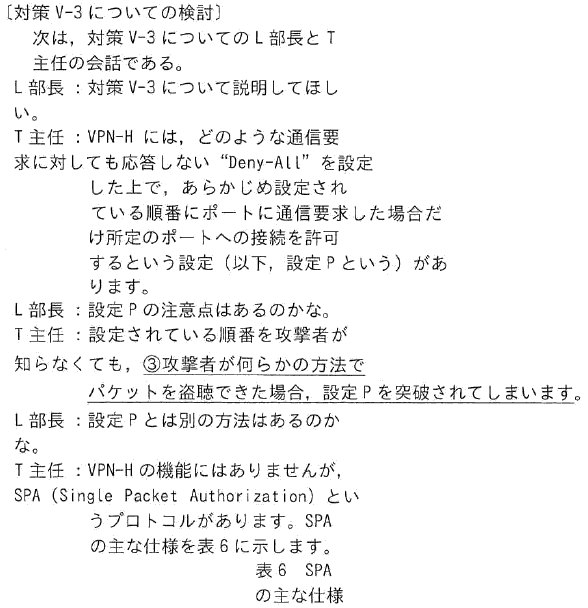 〔対策 V-3 についての検討〕
次は，対策 V-3 についての L 部長と T
主任の会話である。
L 部長 ：対策 V-3 について説明してほし
い。
T 主任 ：VPN-H には，どのような通信要
求に対しても応答しない“Deny-All”を設定
した上で，あらかじめ設定され
ている順番にポートに通信要求した場合だ
け所定のポートへの接続を許可
するという設定（以下，設定 P という）があ
ります。
L 部長 ：設定 P の注意点はあるのかな。
T 主任 ：設定されている順番を攻撃者が
知らなくても，③攻撃者が何らかの方法で
パケットを盗聴できた場合，設定 P を突破されてしまいます。
L 部長 ：設定 P とは別の方法はあるのか
な。
T 主任 ：VPN-H の機能にはありませんが，
SPA（Single Packet Authorization）とい
うプロトコルがあります。SPA
の主な仕様を表 6 に示します。
表 6　SPA
の主な仕様